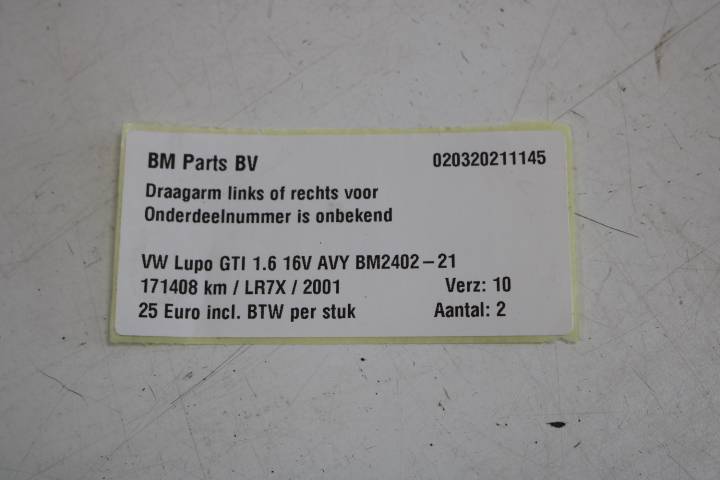 BM Parts BV 020320211145
Draagarm links of rechts voor
Onderdeelnummer is onbekend
VW Lupo GTI 1.6 16V AVY BM2402-21
171408 km / LR7X / 2001 Verz: 10
25 Euro incl. BTW per stuk Aantal: 2